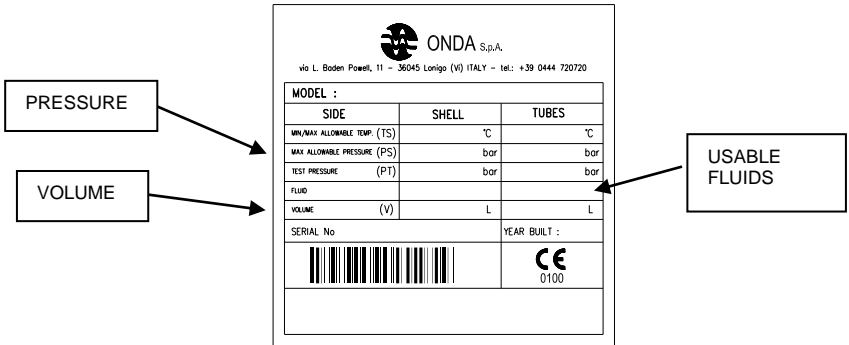 ONDA S.p.A.
via L. Baden Powell, 11 - 36045 Lonigo (Vi) ITALY - tel.: +39 0444 720720
MODEL :
SIDE SHELL TUBES
MIN/MAX ALLOWABLE TEMP. (TS) °C °C
MAX ALLOWABLE PRESSURE (PS) bar bar
TEST PRESSURE (PT) bar bar
FLUID
VOLUME (V) L L
SERIAL No YEAR BUILT :
CE
0100
PRESSURE
VOLUME
USABLE
FLUIDS